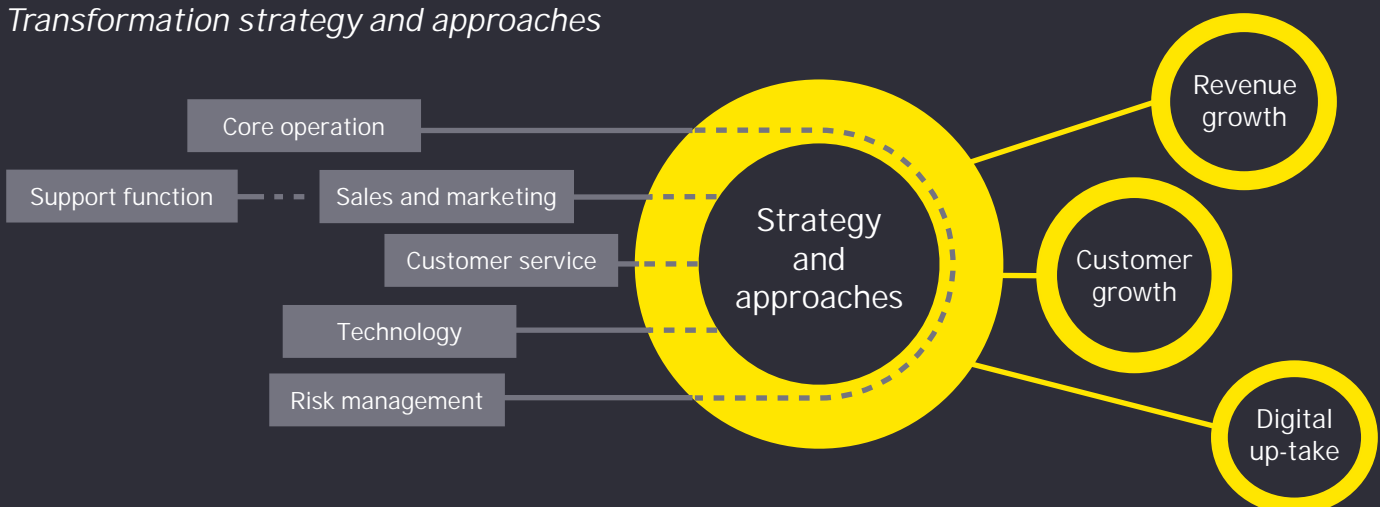 Transformation strategy and approaches
Core operation
Support function
Sales and marketing
Customer service
Technology
Risk management
Strategy
and
approaches
Revenue
growth
Customer
growth
Digital
up-take